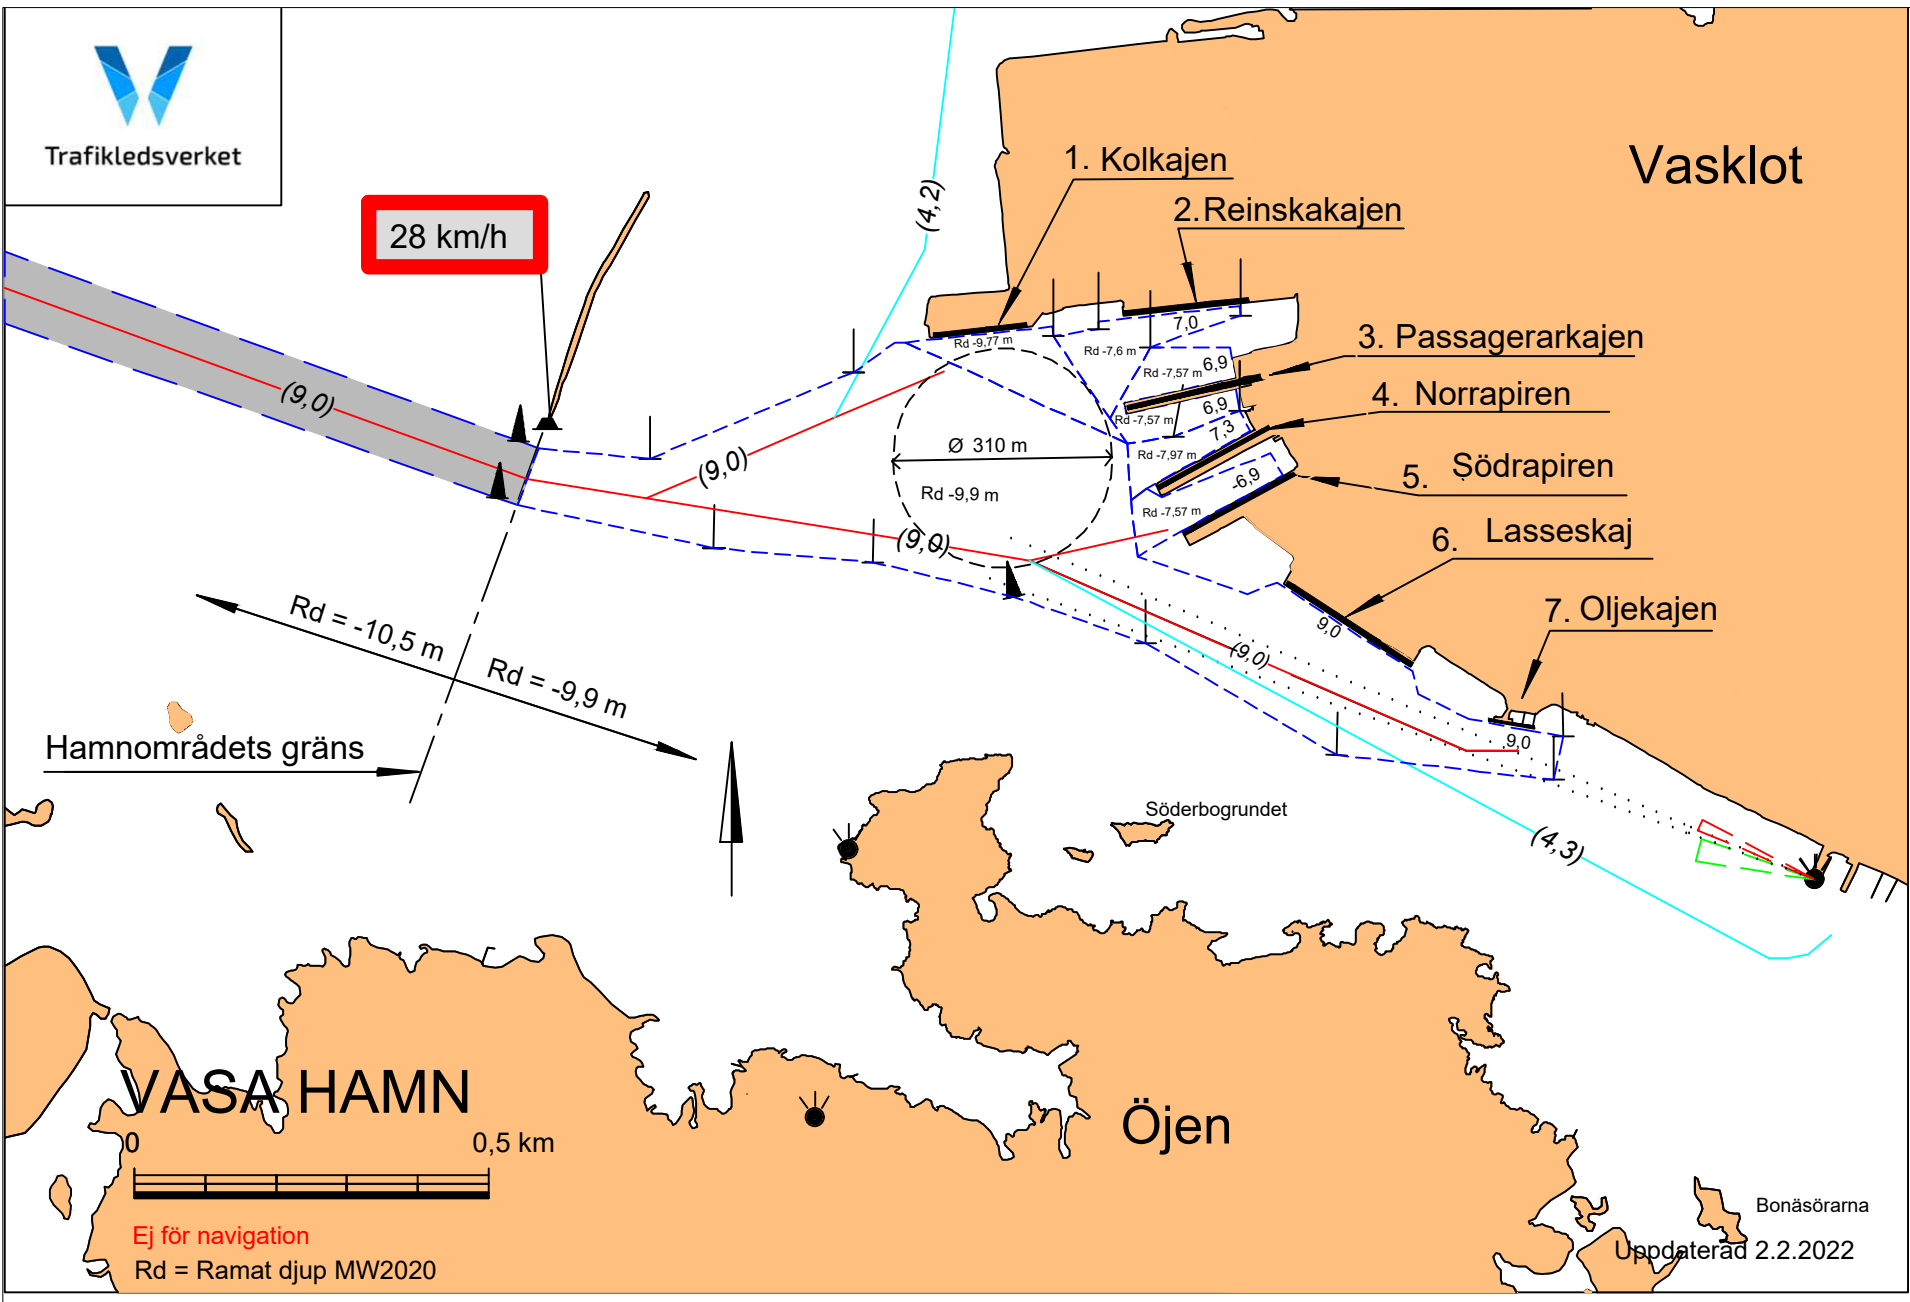 Trafikledsverket
28 km/h
(4,2)
1. Kolkajen
2. Reinskakajen
Vasklot
3. Passagerarkajen
4. Norrapiren
5. Södrapiren
6. Lasseskaj
7. Oljekajen
(9,0)
(9,0)
(9,0)
(9,0)
Rd -9,77 m
7,0
Rd -7,6 m
Rd -7,57 m
6,9
Rd -7,57 m
6,9
7,3
Rd -7,97 m
-6,9
Rd -7,57 m
Ø 310 m
Rd -9,9 m
9,0
9,0
Rd = -10,5 m
Rd = -9,9 m
Hamnområdets gräns
Söderbogrundet
(4,3)
VASA HAMN
0 0,5 km
Öjen
Ej för navigation
Rd = Ramat djup MW2020
Bonäsörarna
Uppdaterad 2.2.2022